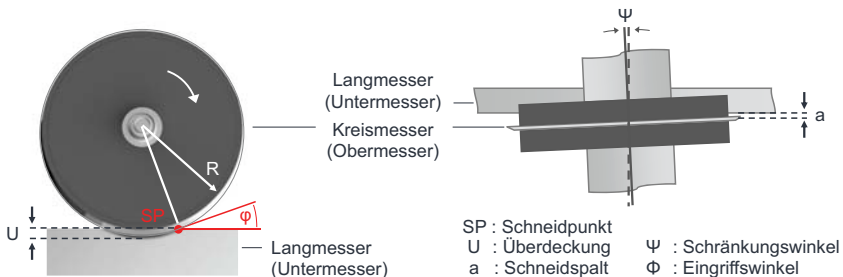 Ψ
Langmesser
(Untermesser)
a
Kreismesser
(Obermesser)
R
SP
φ
U
Langmesser
(Untermesser)
SP : Schneidpunkt
U : Überdeckung
a : Schneidspalt
Ψ : Schränkungswinkel
Φ : Eingriffswinkel